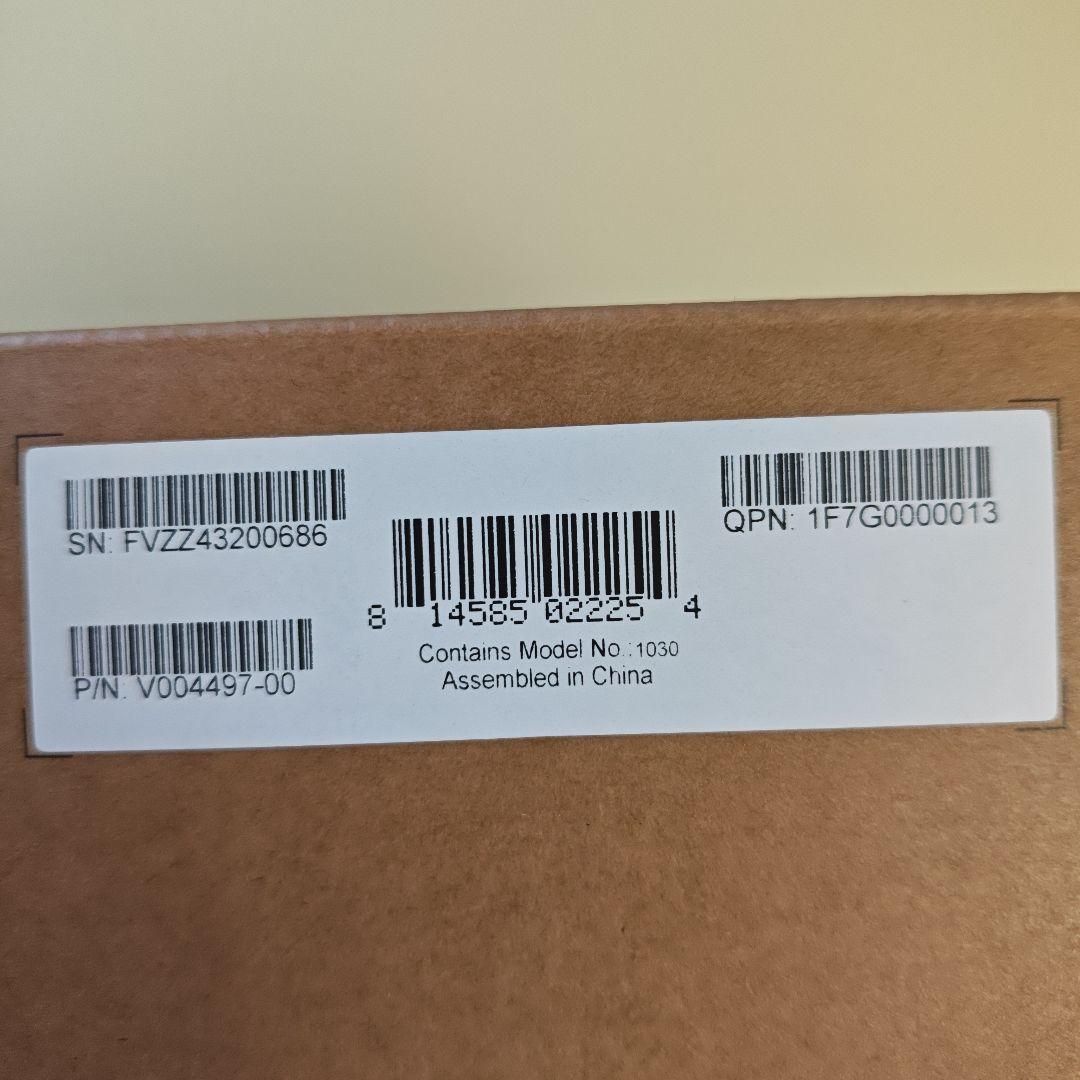 SN: FVZZ43200686
P/N: V004497-00
8 14585 02225 4
Contains Model No.:1030
Assembled in China
QPN: 1F7G0000013